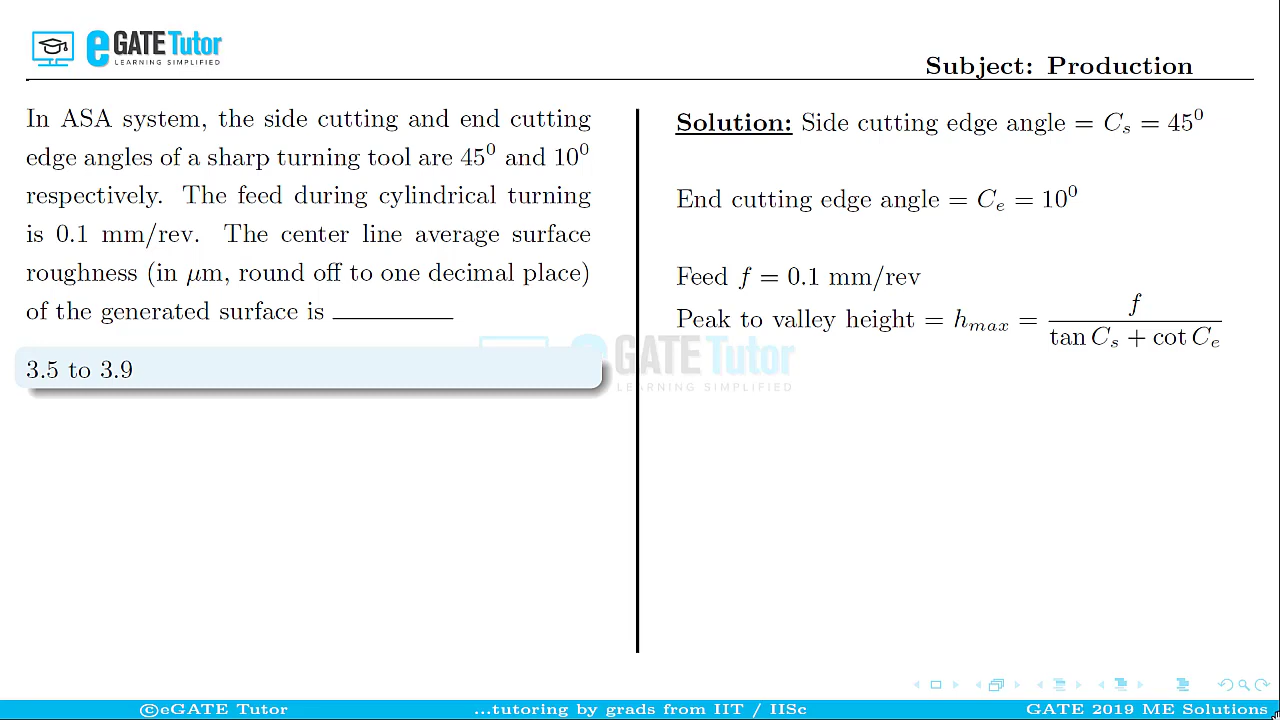 eGATE Tutor
LEARNING SIMPLIFIED
Subject: Production
In ASA system, the side cutting and end cutting
edge angles of a sharp turning tool are 45⁰ and 10⁰
respectively. The feed during cylindrical turning
is 0.1 mm/rev. The center line average surface
roughness (in μm, round off to one decimal place)
of the generated surface is ________
3.5 to 3.9
Solution: Side cutting edge angle = Cₛ = 45⁰
End cutting edge angle = Cₑ = 10⁰
Feed f = 0.1 mm/rev
Peak to valley height = h_max = f / (tan Cₛ + cot Cₑ)
eGATE Tutor
LEARNING SIMPLIFIED
©eGATE Tutor ...tutoring by grads from IIT / IISc GATE 2019 ME Solutions